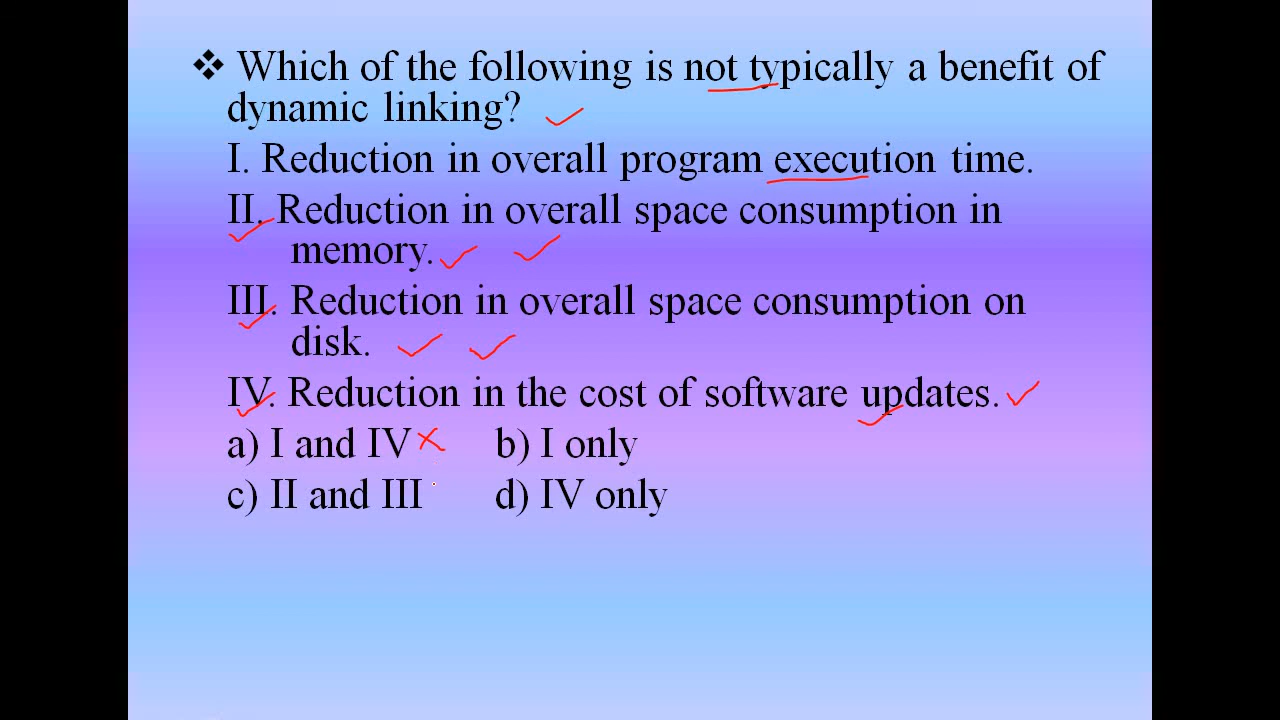 ❖ Which of the following is not typically a benefit of
dynamic linking?
I. Reduction in overall program execution time.
II. Reduction in overall space consumption in
memory.
III. Reduction in overall space consumption on
disk.
IV. Reduction in the cost of software updates.
a) I and IV b) I only
c) II and III d) IV only